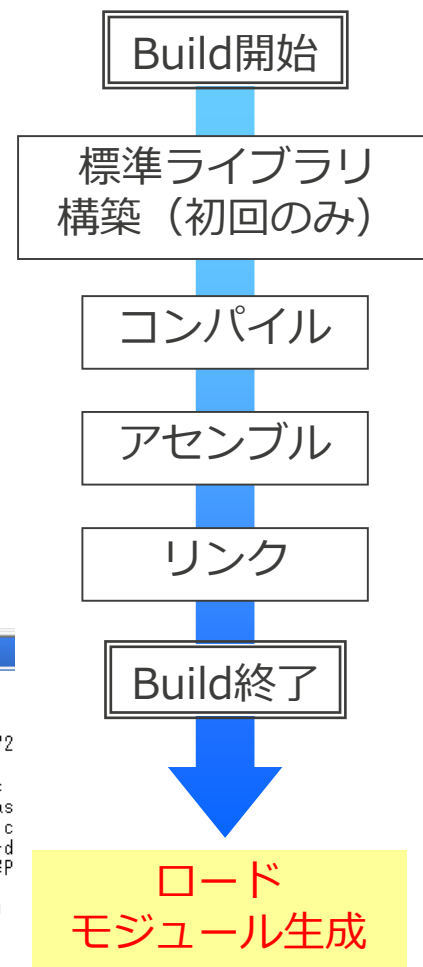 Build開始
標準ライブラリ
構築（初回のみ）
コンパイル
アセンブル
リンク
Build終了
ロード
モジュール生成